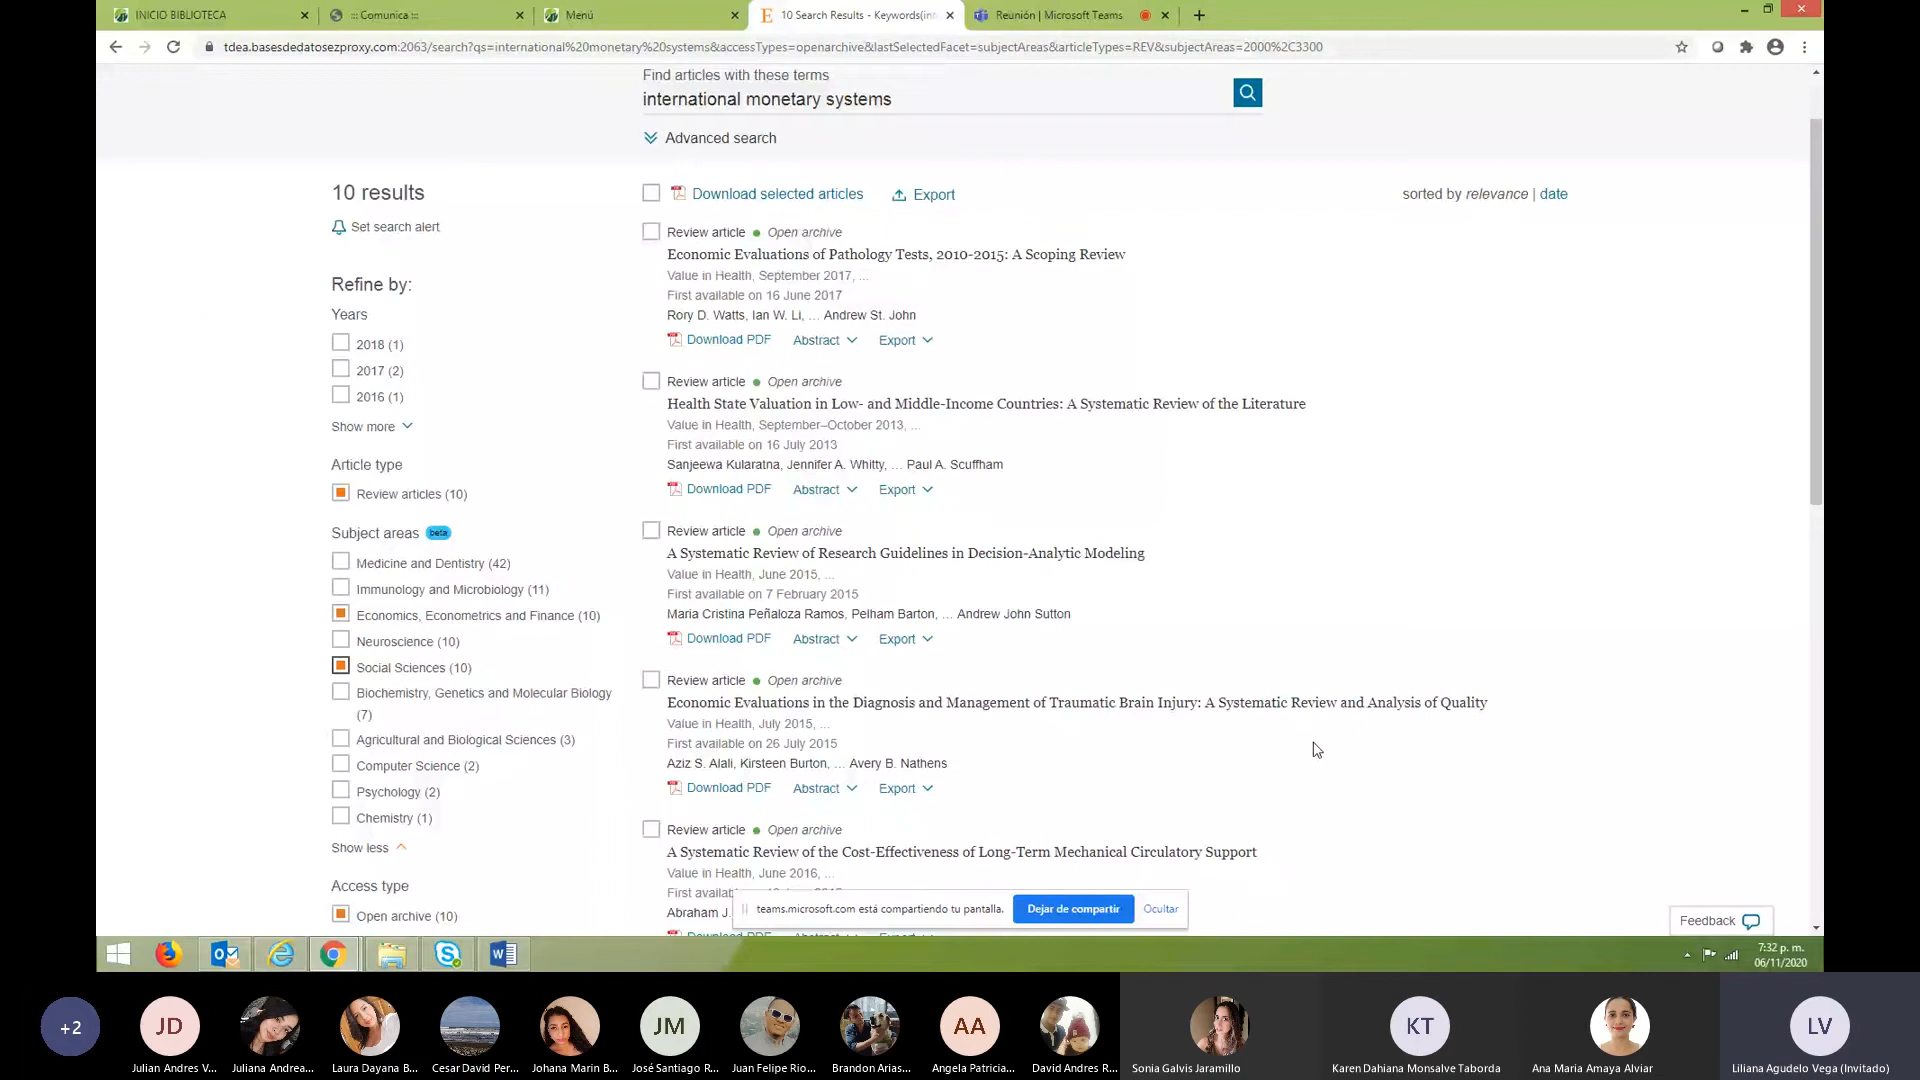 INICIO BIBLIOTECA
::: Comunica :::
Menú
10 Search Results - Keywords(int
Reunión | Microsoft Teams
tdea.basesdedatosezproxy.com:2063/search?qs=international%20monetary%20systems&accessTypes=openarchive&lastSelectedFacet=subjectAreas&articleTypes=REV&subjectAreas=2000%2C3300
Find articles with these terms
international monetary systems
Advanced search
10 results
Set search alert
Refine by:
Years
2018 (1)
2017 (2)
2016 (1)
Show more
Article type
Review articles (10)
Subject areas beta
Medicine and Dentistry (42)
Immunology and Microbiology (11)
Economics, Econometrics and Finance (10)
Neuroscience (10)
Social Sciences (10)
Biochemistry, Genetics and Molecular Biology
(7)
Agricultural and Biological Sciences (3)
Computer Science (2)
Psychology (2)
Chemistry (1)
Show less
Access type
Open archive (10)
Download selected articles Export
sorted by relevance | date
Review article Open archive
Economic Evaluations of Pathology Tests, 2010-2015: A Scoping Review
Value in Health, September 2017, ...
First available on 16 June 2017
Rory D. Watts, Ian W. Li, ... Andrew St. John
Download PDF Abstract Export
Review article Open archive
Health State Valuation in Low- and Middle-Income Countries: A Systematic Review of the Literature
Value in Health, September–October 2013, ...
First available on 16 July 2013
Sanjeewa Kularatna, Jennifer A. Whitty, ... Paul A. Scuffham
Download PDF Abstract Export
Review article Open archive
A Systematic Review of Research Guidelines in Decision-Analytic Modeling
Value in Health, June 2015, ...
First available on 7 February 2015
Maria Cristina Peñaloza Ramos, Pelham Barton, ... Andrew John Sutton
Download PDF Abstract Export
Review article Open archive
Economic Evaluations in the Diagnosis and Management of Traumatic Brain Injury: A Systematic Review and Analysis of Quality
Value in Health, July 2015, ...
First available on 26 July 2015
Aziz S. Alali, Kirsteen Burton, ... Avery B. Nathens
Download PDF Abstract Export
Review article Open archive
A Systematic Review of the Cost-Effectiveness of Long-Term Mechanical Circulatory Support
Value in Health, June 2016, ...
First
Abraham J.
teams.microsoft.com está compartiendo tu pantalla. Dejar de compartir Ocultar
Feedback
7:32 p. m.
06/11/2020
+2
JD
JM
AA
KT
LV
Julian Andres V...
Juliana Andrea...
Laura Dayana B...
Cesar David Per...
Johana Marin B...
José Santiago R...
Juan Felipe Rio...
Brandon Arias...
Angela Patricia...
David Andres R...
Sonia Galvis Jaramillo
Karen Dahiana Monsalve Taborda
Ana Maria Amaya Alviar
Liliana Agudelo Vega (Invitado)